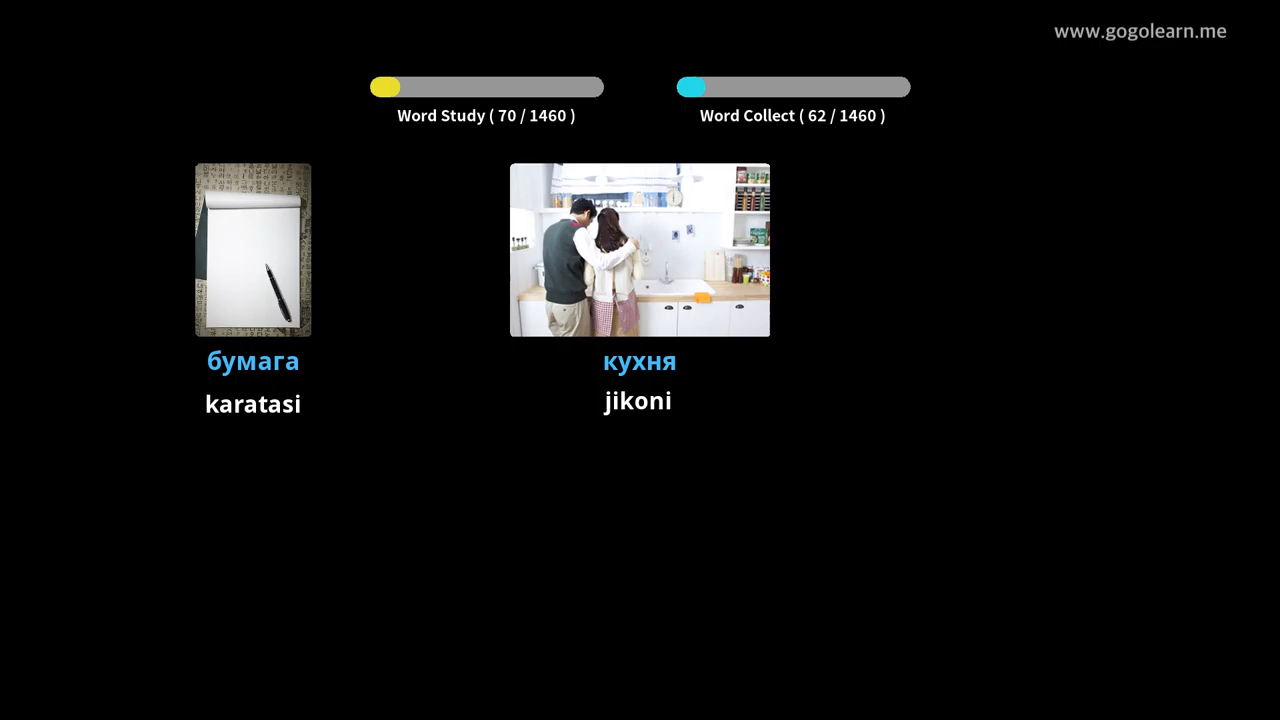 www.gogolearn.me
Word Study ( 70 / 1460 )
Word Collect ( 62 / 1460 )
бумага
karatasi
кухня
jikoni